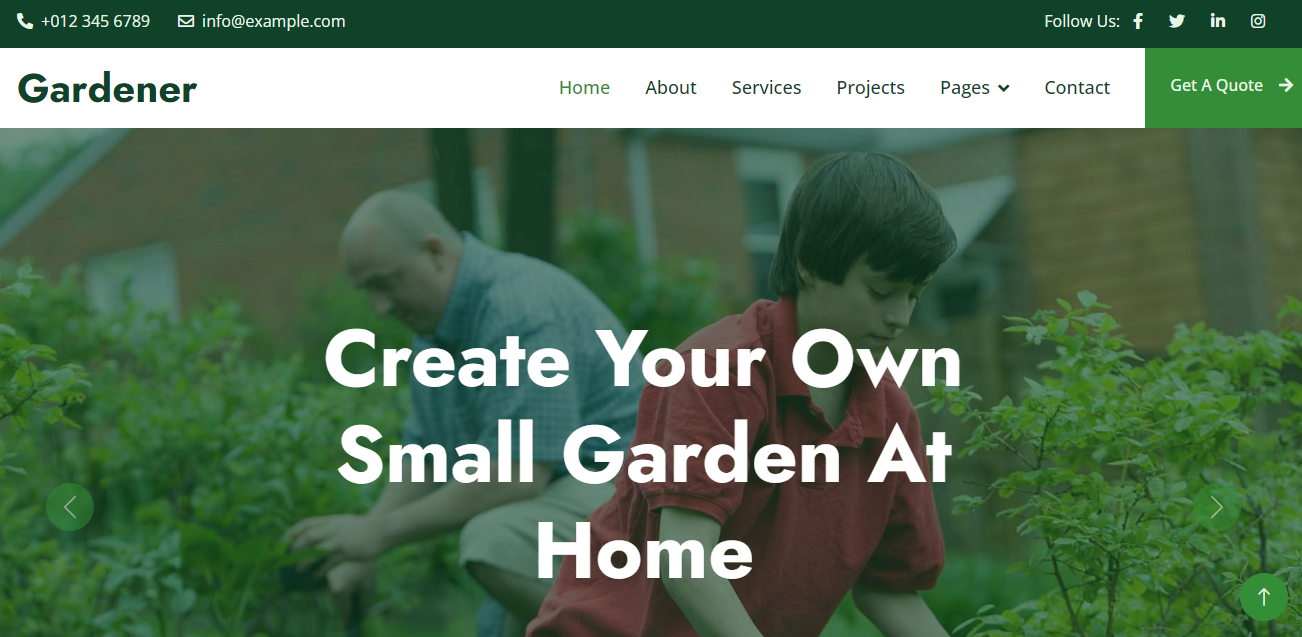 +012 345 6789 info@example.com Follow Us:
Gardener Home About Services Projects Pages Contact Get A Quote
Create Your Own
Small Garden At
Home